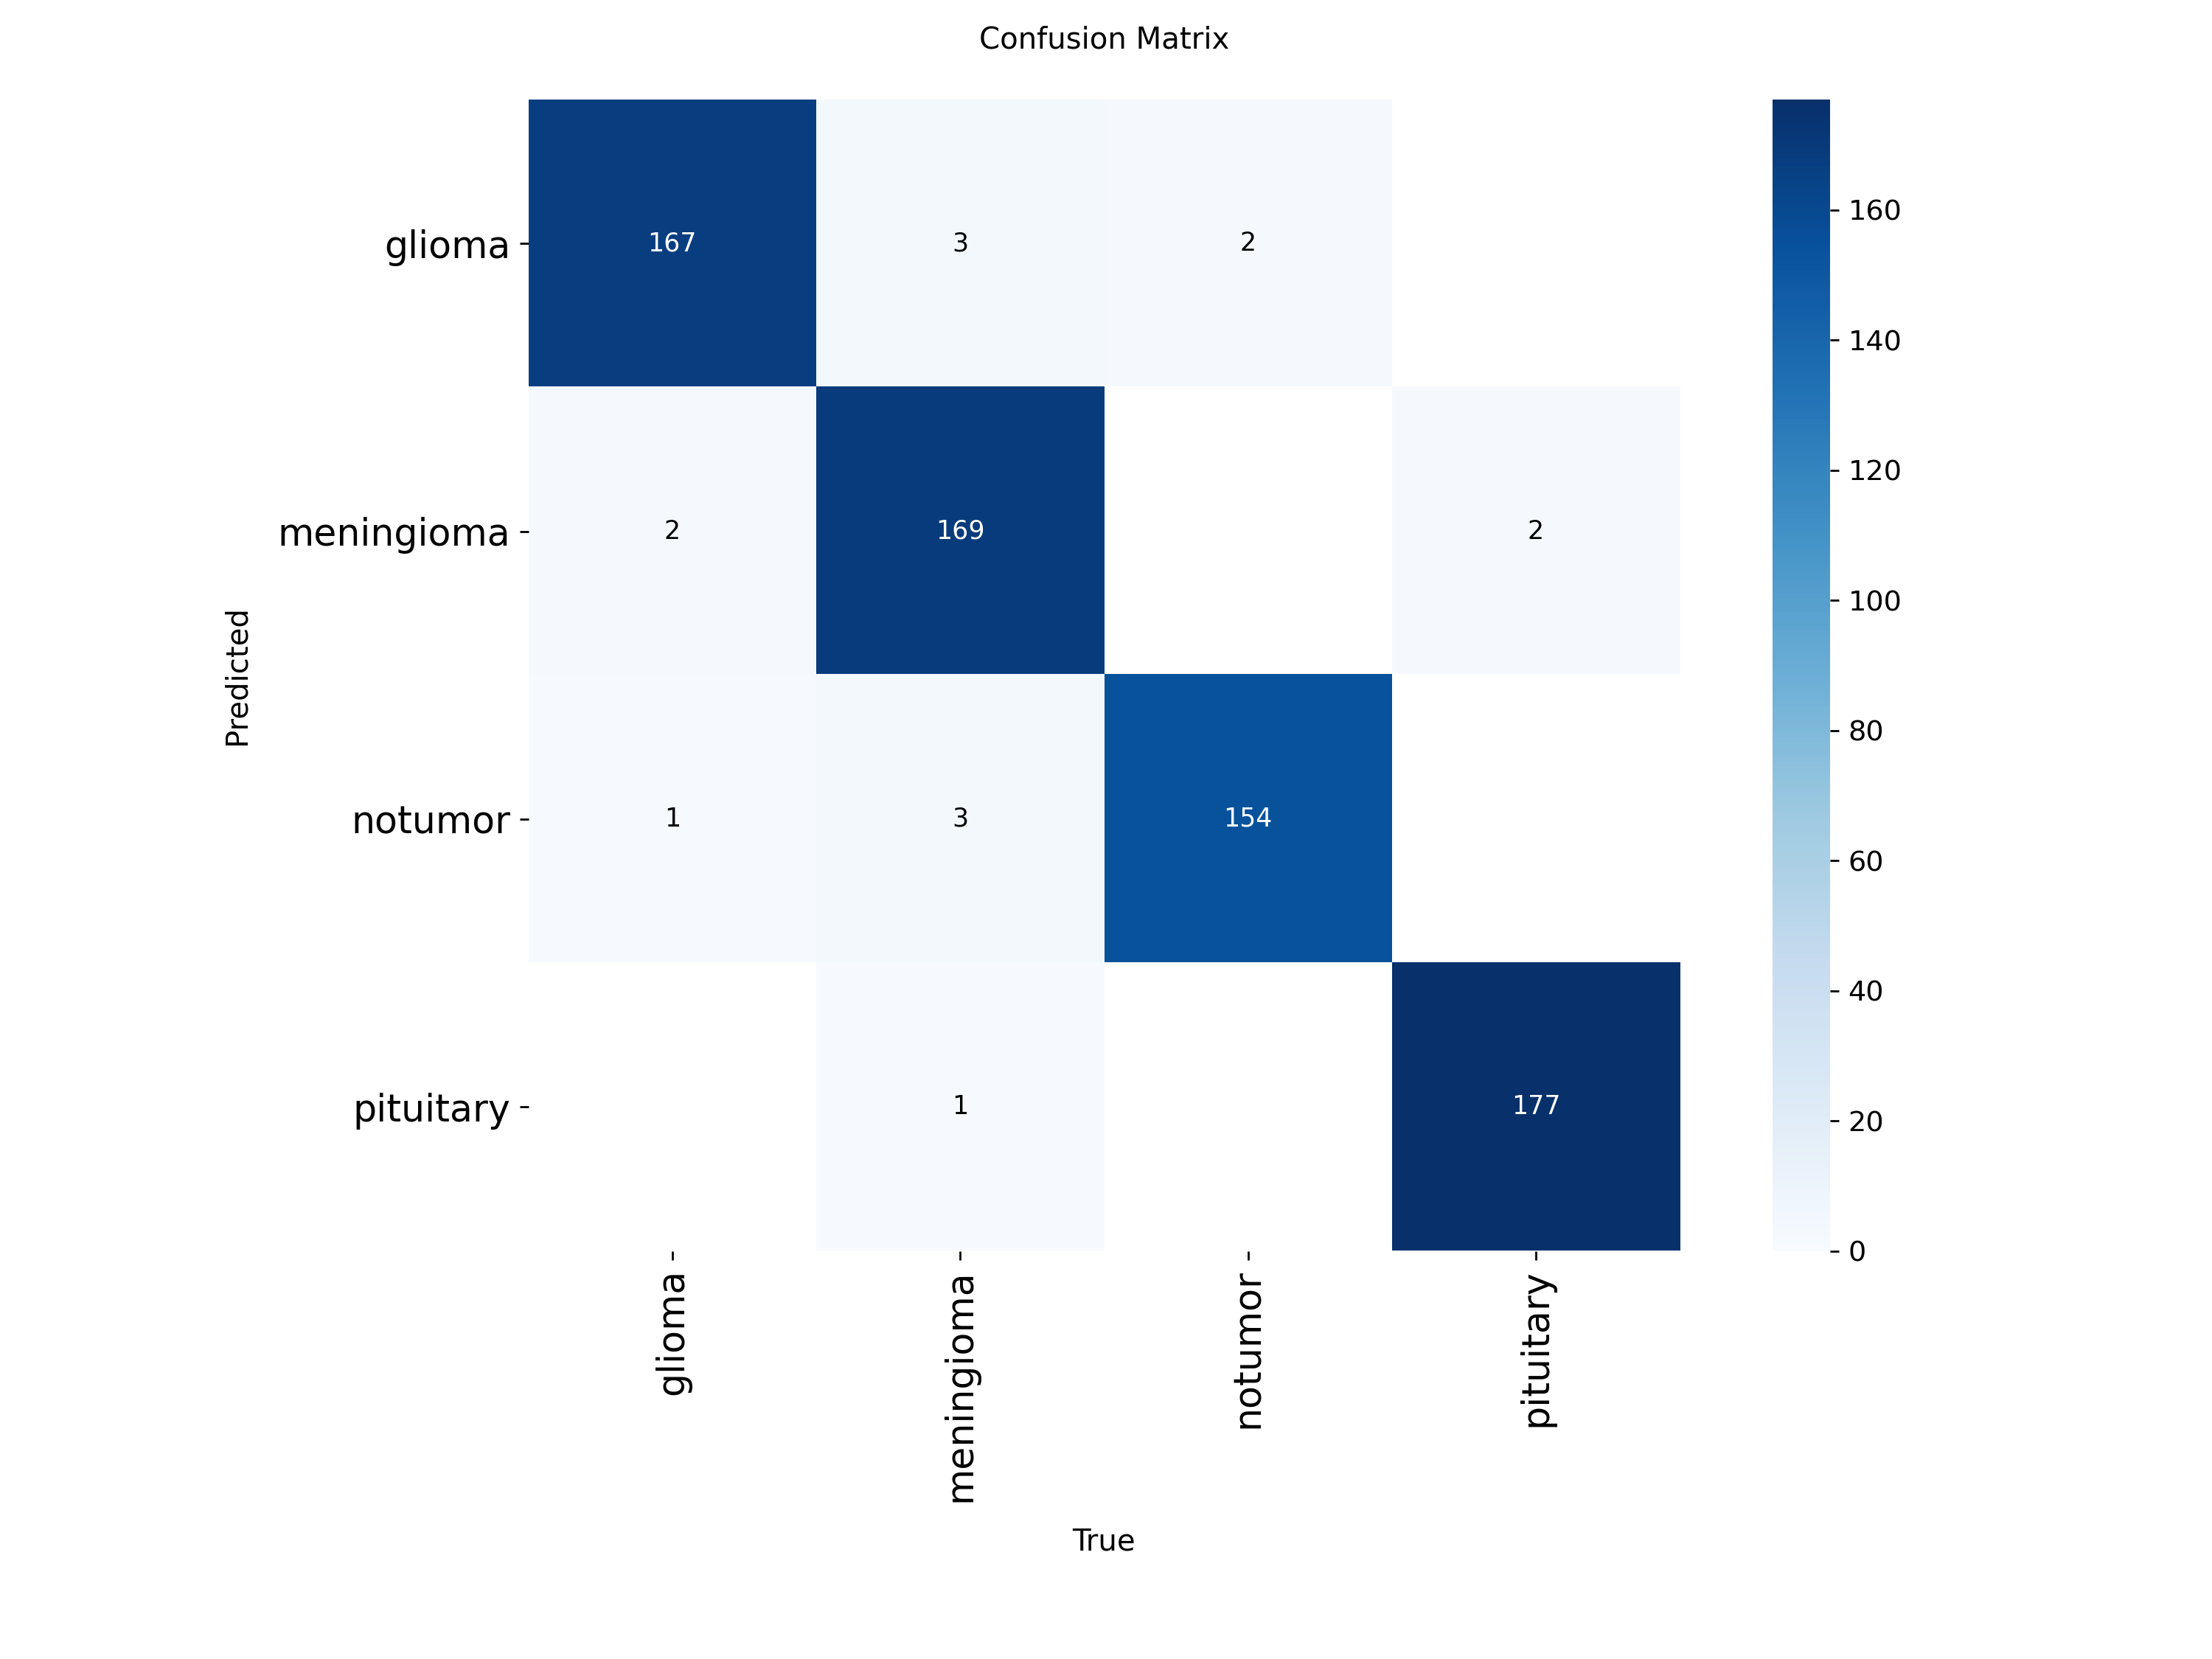 Confusion Matrix
glioma
167
3
2
160
140
meningioma
2
169
2
120
100
Predicted
80
notumor
1
3
154
60
40
pituitary
1
177
20
0
glioma
meningioma
notumor
pituitary
True